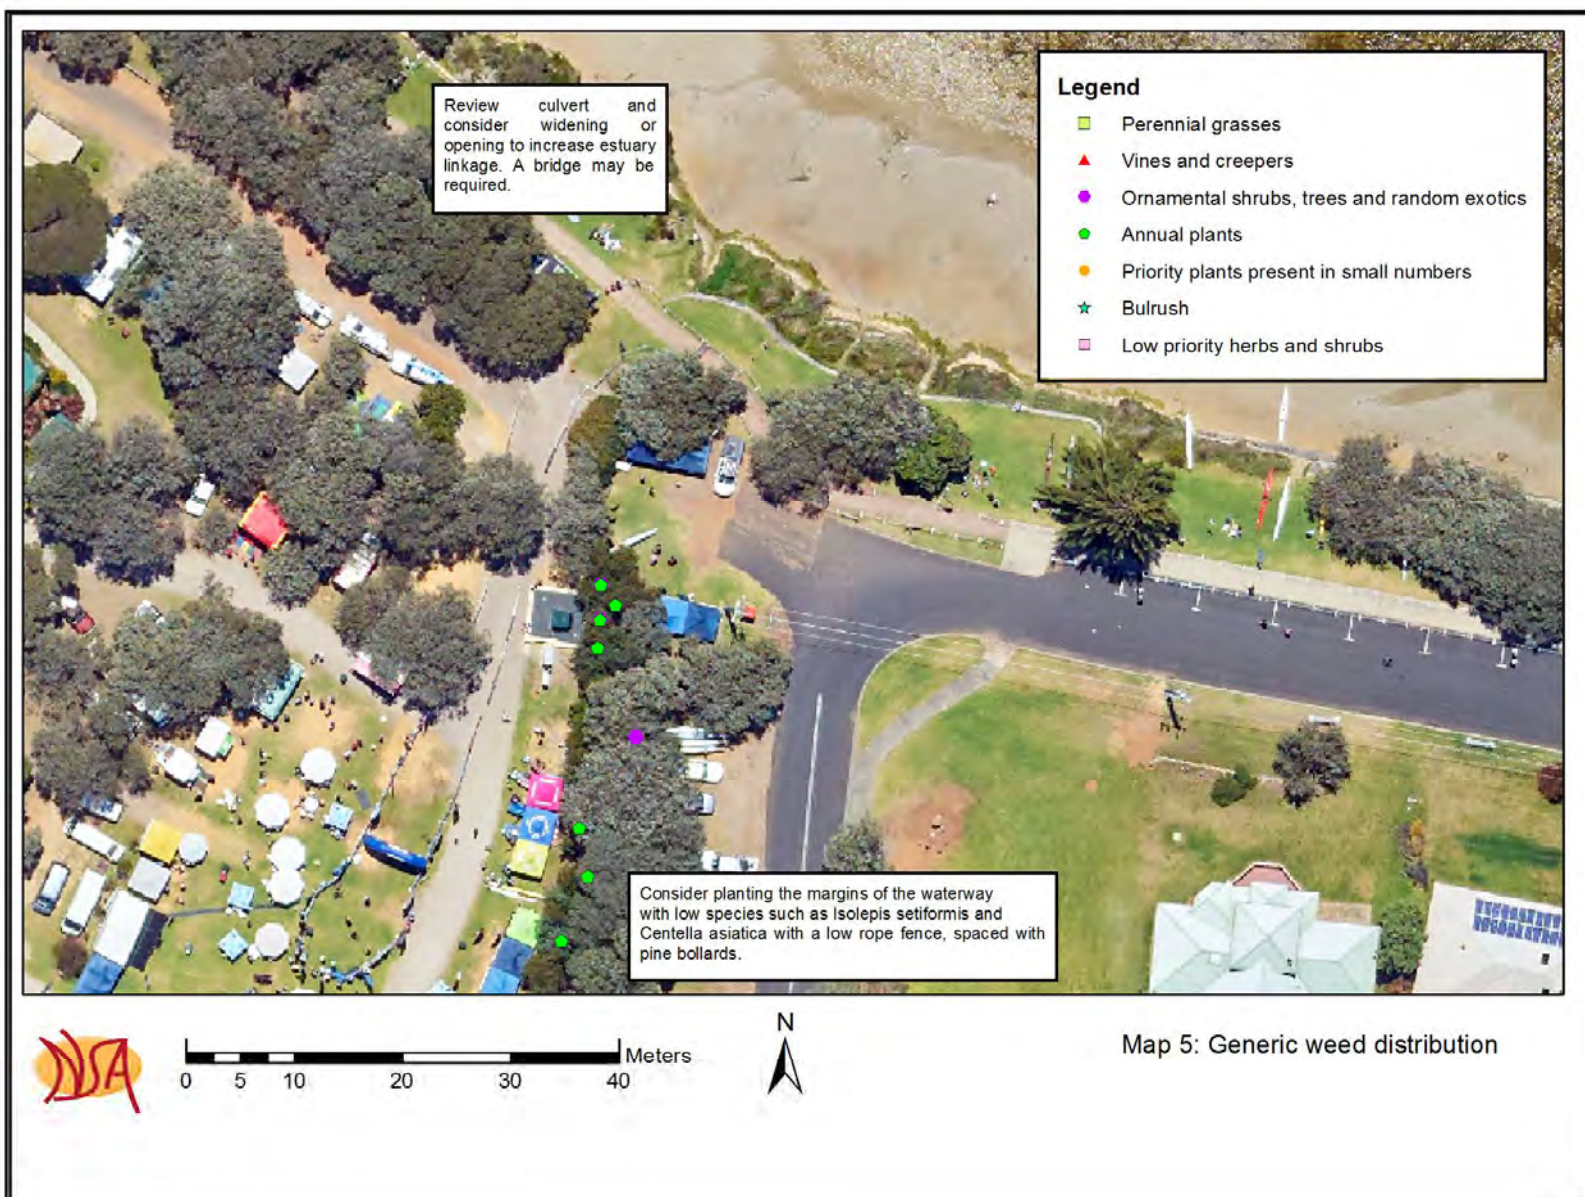 Review culvert and
consider widening or
opening to increase estuary
linkage. A bridge may be
required.
Legend
Perennial grasses
Vines and creepers
Ornamental shrubs, trees and random exotics
Annual plants
Priority plants present in small numbers
Bulrush
Low priority herbs and shrubs
Consider planting the margins of the waterway
with low species such as Isolepis setiformis and
Centella asiatica with a low rope fence, spaced with
pine bollards.
NSA
Meters
0 5 10 20 30 40
N
Map 5: Generic weed distribution